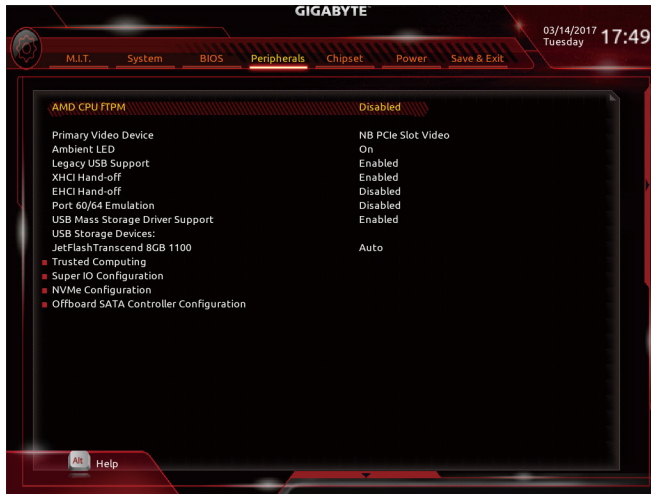 GIGABYTE
03/14/2017 Tuesday 17:49
M.I.T. System BIOS Peripherals Chipset Power Save & Exit
AMD CPU fTPM Disabled
Primary Video Device NB PCIe Slot Video
Ambient LED On
Legacy USB Support Enabled
XHCI Hand-off Enabled
EHCI Hand-off Disabled
Port 60/64 Emulation Disabled
USB Mass Storage Driver Support Enabled
USB Storage Devices:
JetFlashTranscend 8GB 1100 Auto
Trusted Computing
Super IO Configuration
NVMe Configuration
Offboard SATA Controller Configuration
Alt Help